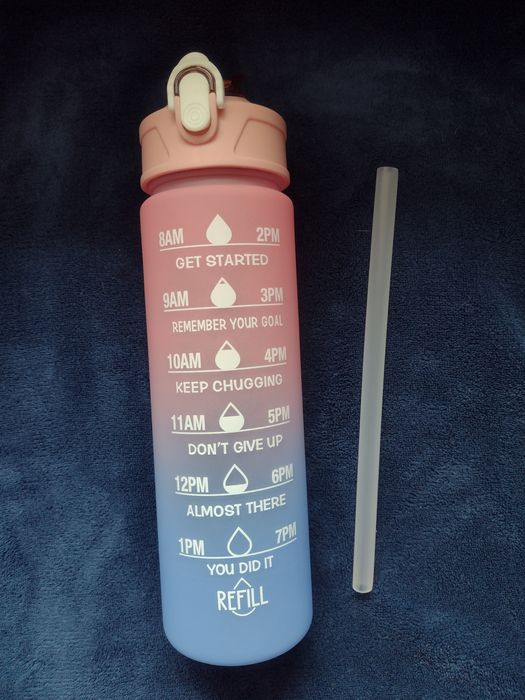 8AM 2PM
GET STARTED
9AM 3PM
REMEMBER YOUR GOAL
10AM 4PM
KEEP CHUGGING
11AM 5PM
DON'T GIVE UP
12PM 6PM
ALMOST THERE
1PM 7PM
YOU DID IT
REFILL